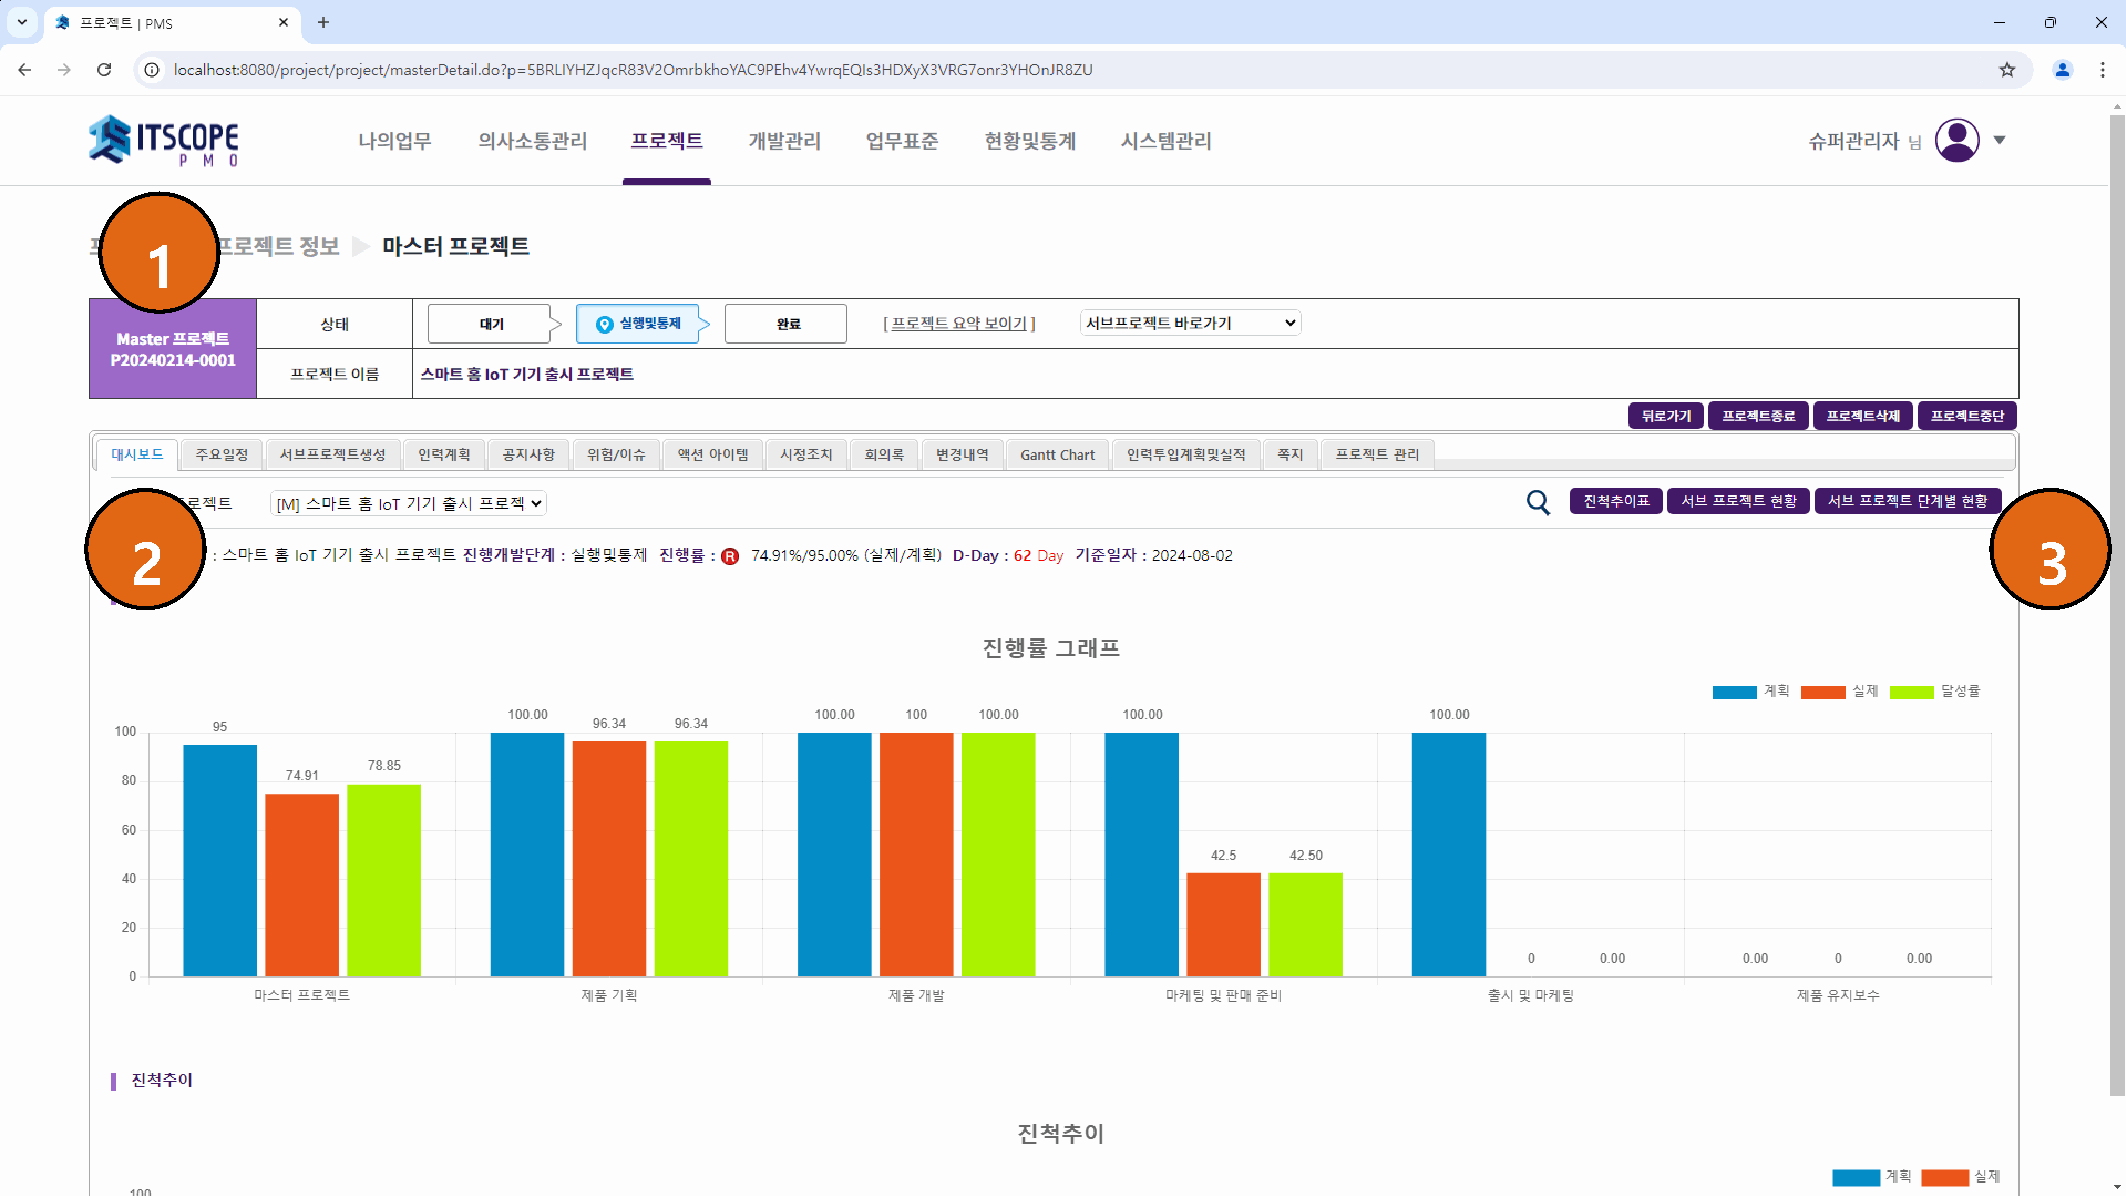 프로젝트 | PMS
localhost:8080/project/project/masterDetail.do?p=5BRLIYHZJqcR83V2OmrbkhoYAC9PEhv4YwrqEQIs3HDXyX3VRG7onr3YHOnJR8ZU
ITSCOPE
PMO
나의업무 의사소통관리 프로젝트 개발관리 업무표준 현황및통계 시스템관리
슈퍼관리자 님
1
프로젝트 정보 마스터 프로젝트
Master 프로젝트
P20240214-0001
상태 대기 실행및통제 완료 [ 프로젝트 요약 보이기 ] 서브프로젝트 바로가기
프로젝트 이름 스마트 홈 IoT 기기 출시 프로젝트
뒤로가기 프로젝트종료 프로젝트삭제 프로젝트중단
대시보드 주요일정 서브프로젝트생성 인력계획 공지사항 위험/이슈 액션 아이템 시정조치 회의록 변경내역 Gantt Chart 인력투입계획및실적 쪽지 프로젝트 관리
로젝트 [M] 스마트 홈 IoT 기기 출시 프로젝
진척추이표 서브 프로젝트 현황 서브 프로젝트 단계별 현황
2
3
: 스마트 홈 IoT 기기 출시 프로젝트 진행개발단계 : 실행및통제 진행률 : R 74.91%/95.00% (실제/계획) D-Day : 62 Day 기준일자 : 2024-08-02
진행률 그래프
계획 실제 달성률
95 74.91 78.85 100.00 96.34 96.34 100.00 100 100.00 100.00 42.5 42.50 100.00 0 0.00 0.00 0 0.00
100
80
60
40
20
0
마스터 프로젝트 제품 기획 제품 개발 마케팅 및 판매 준비 출시 및 마케팅 제품 유지보수
진척추이
진척추이
계획 실제
100